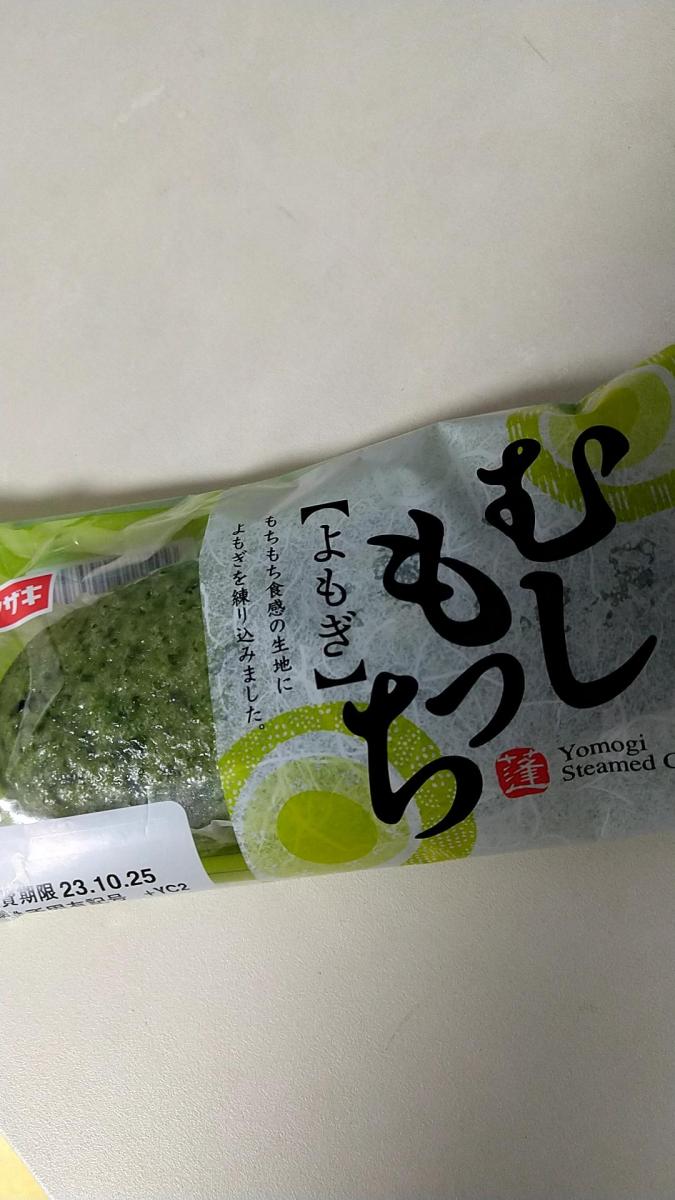 むし
もっち
【よもぎ】
もちもち食感の生地に
よもぎを練り込みました。
蓬
Yomogi
Steamed C
ザキ
期限 23.10.25
+YC2